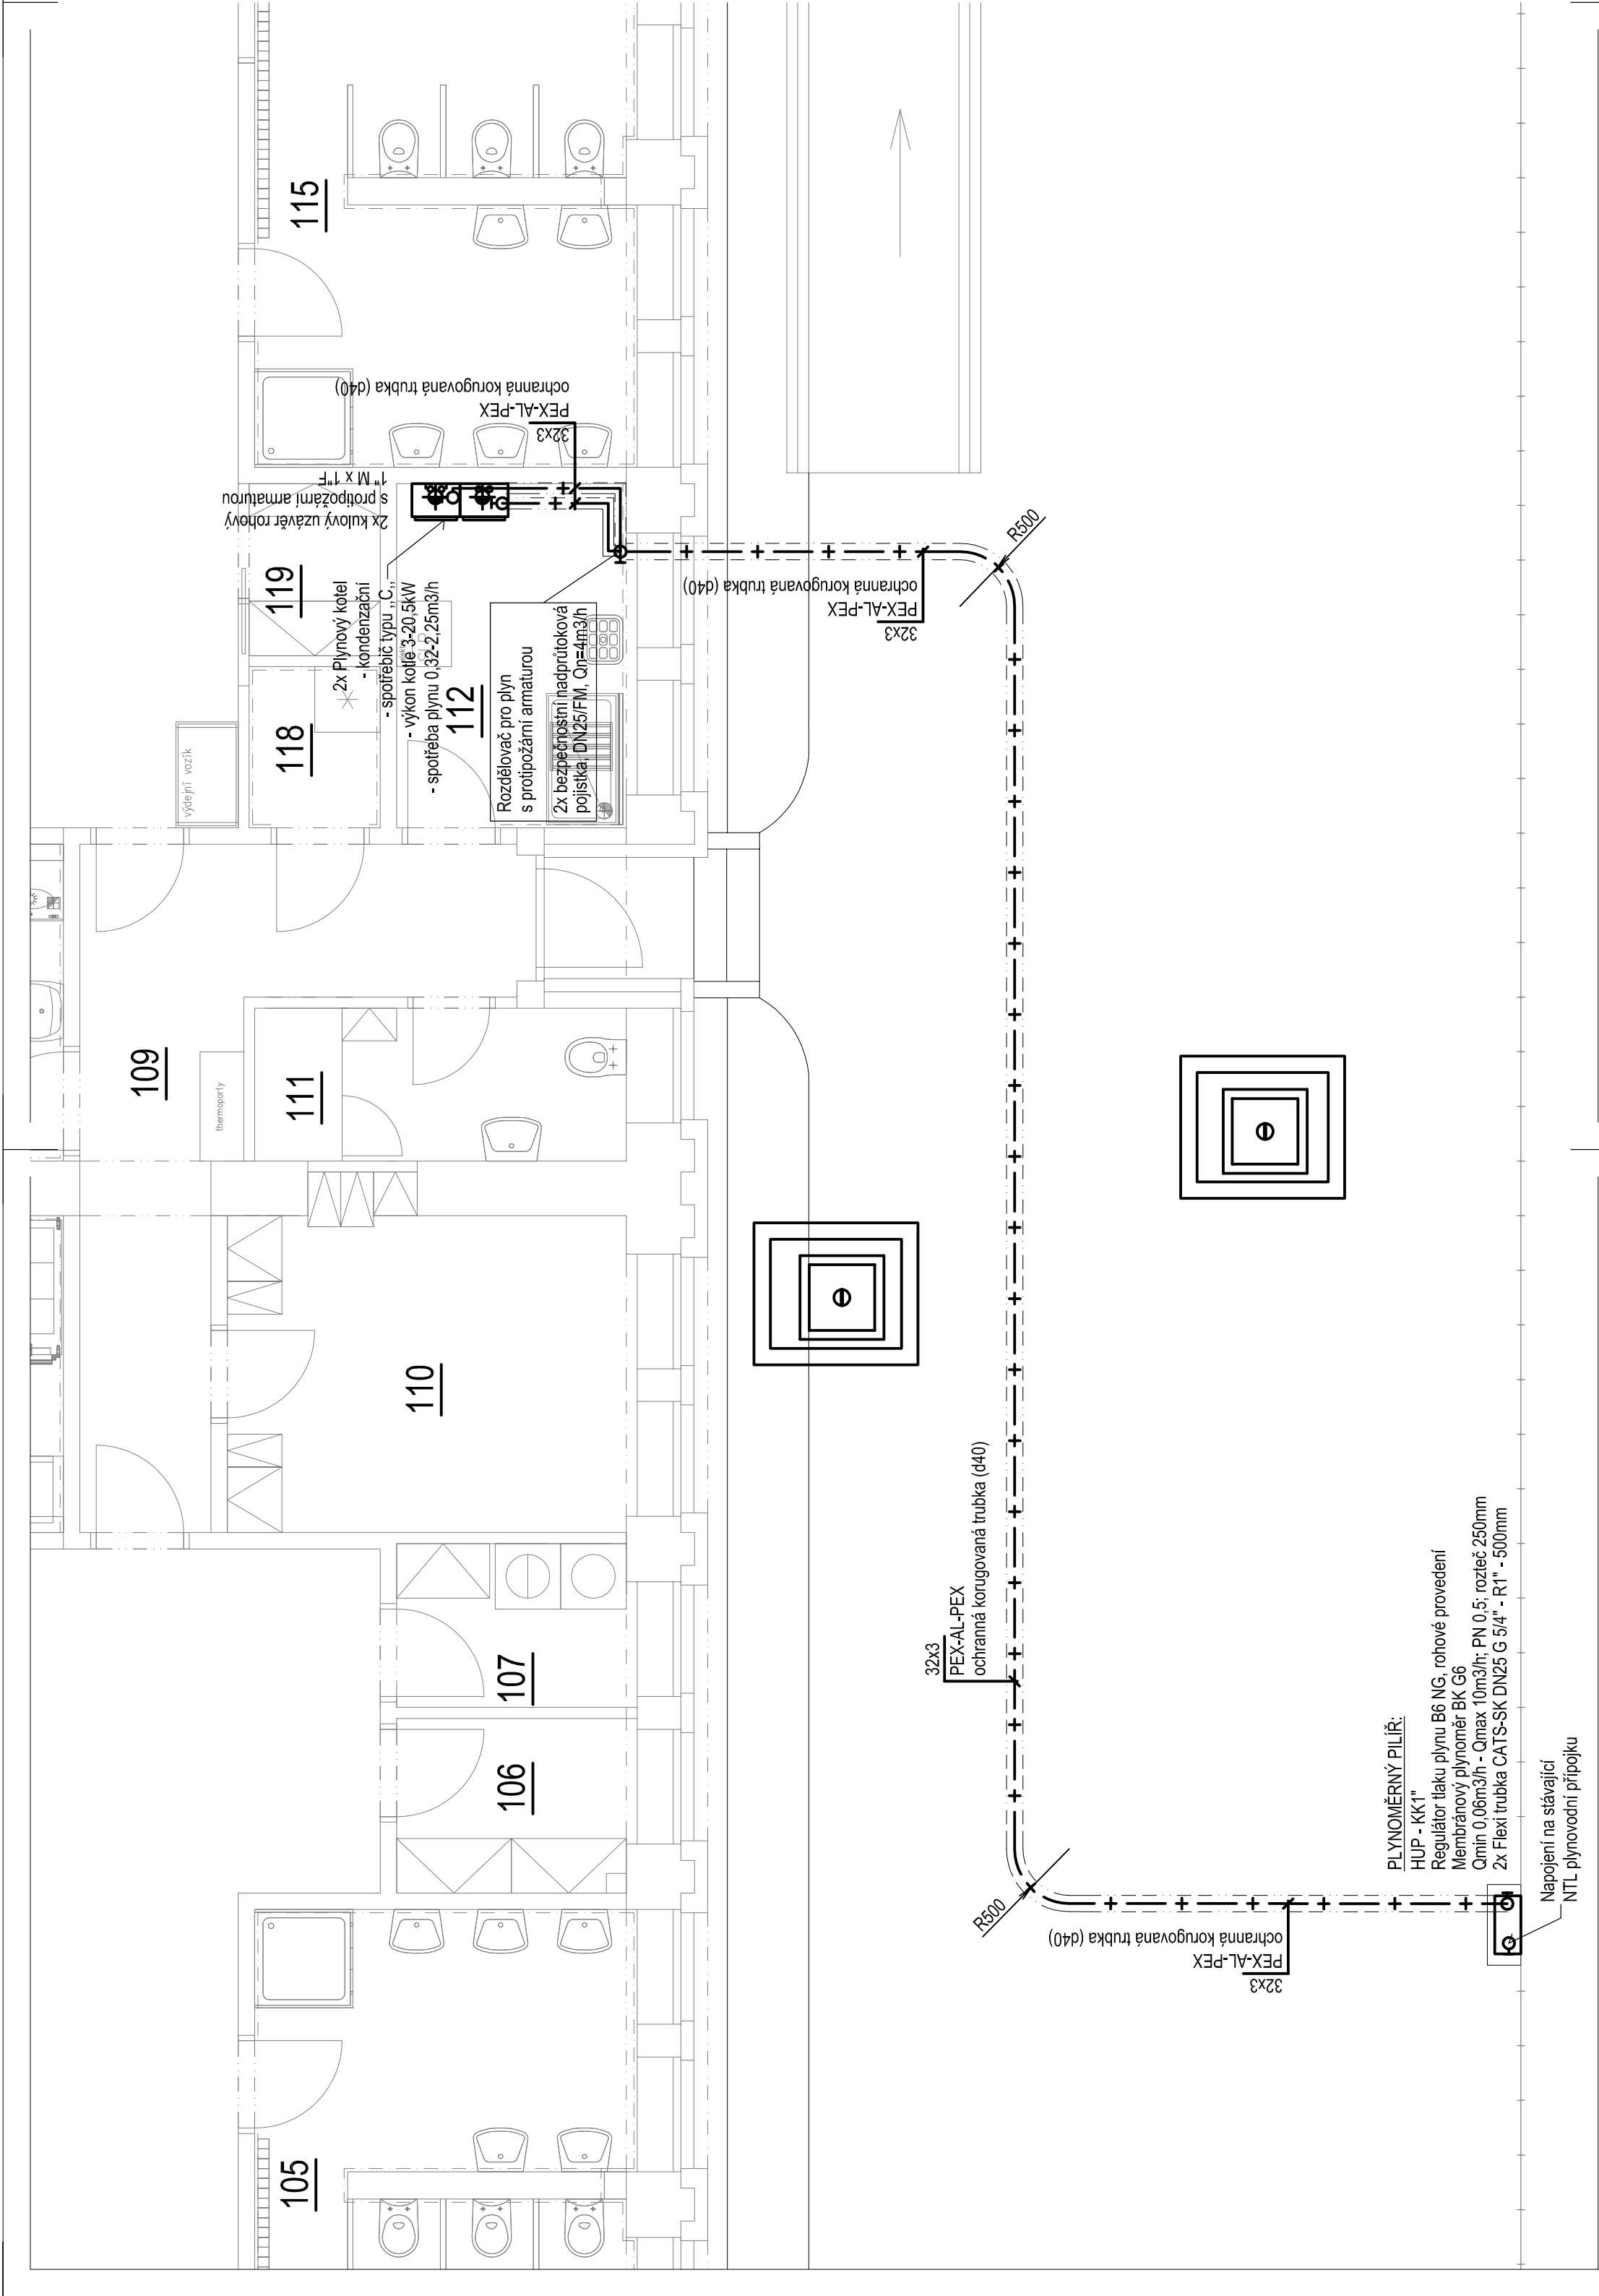 115
ochranná korugovaná trubka (d40)
PEX-AL-PEX
32x3
2x kulový uzávěr rohový
s protipožární armaturou
1" M x 1"F
119
2x Plynový kotel
- kondenzační
- spotřebič typu ,,C,,
- výkon kotle 3-20,5kW
- spotřeba plynu 0,32-2,25m3/h
112
118
výdejní vozík
Rozdělovač pro plyn
s protipožární armaturou
2x bezpečnostní nadprůtoková
pojistka, DN25/FM, Qn=4m3/h
ochranná korugovaná trubka (d40)
PEX-AL-PEX
32x3
R500
109
thermoporty
111
110
107
106
105
32x3
PEX-AL-PEX
ochranná korugovaná trubka (d40)
R500
ochranná korugovaná trubka (d40)
PEX-AL-PEX
32x3
PLYNOMĚRNÝ PILÍŘ:
HUP - KK1"
Regulátor tlaku plynu B6 NG, rohové provedení
Membránový plynoměr BK G6
Qmin 0,06m3/h - Qmax 10m3/h; PN 0,5; rozteč 250mm
2x Flexi trubka CATS-SK DN25 G 5/4" - R1" - 500mm
Napojení na stávající
NTL plynovodní přípojku